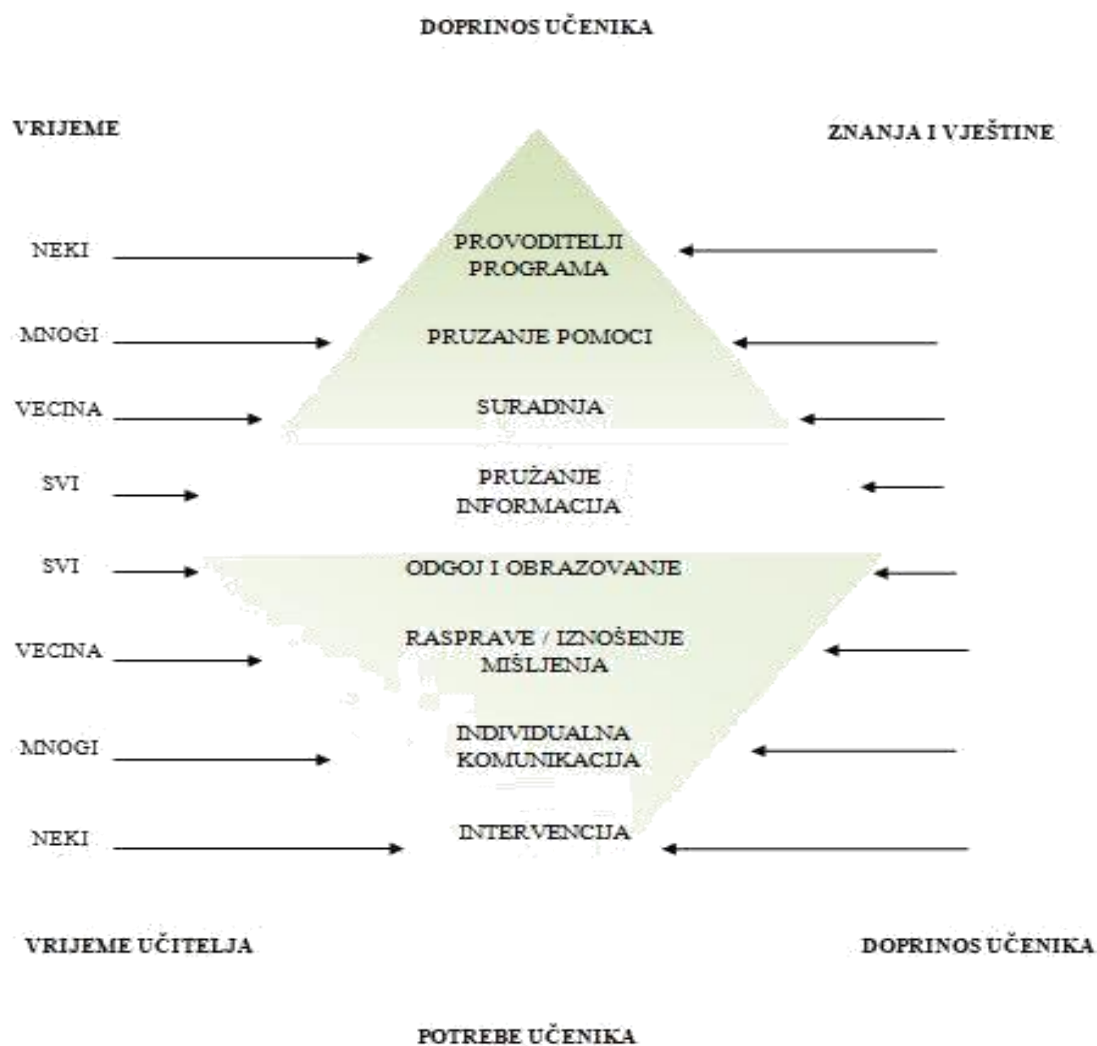 DOPRINOS UČENIKA
VRIJEME
ZNANJA I VJEŠTINE
NEKI
PROVODITELJI
PROGRAMA
MNOGI
PRUZANJE POMOCI
VECINA
SURADNJA
SVI
PRUŽANJE
INFORMACIJA
SVI
ODGOJ I OBRAZOVANJE
VECINA
RASPRAVE / IZNOŠENJE
MIŠLJENJA
MNOGI
INDIVIDUALNA
KOMUNIKACIJA
NEKI
INTERVENCIJA
VRIJEME UČITELJA
DOPRINOS UČENIKA
POTREBE UČENIKA